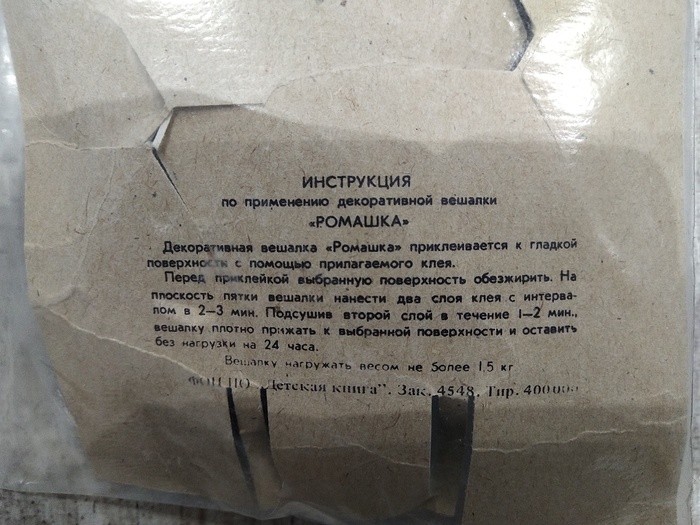 ИНСТРУКЦИЯ
по применению декоративной вешалки
«РОМАШКА»
Декоративная вешалка «Ромашка» приклеивается к гладкой
поверхности с помощью прилагаемого клея.
Перед приклейкой выбранную поверхность обезжирить. На
плоскость пятки вешалки нанести два слоя клея с интерва-
лом в 2—3 мин. Подсушив второй слой в течение 1—2 мин.,
вешалку плотно прижать к выбранной поверхности и оставить
без нагрузки на 24 часа.
Вешалку нагружать весом не более 1,5 кг
"Детская книга". Зак. 4548. Тир. 400000